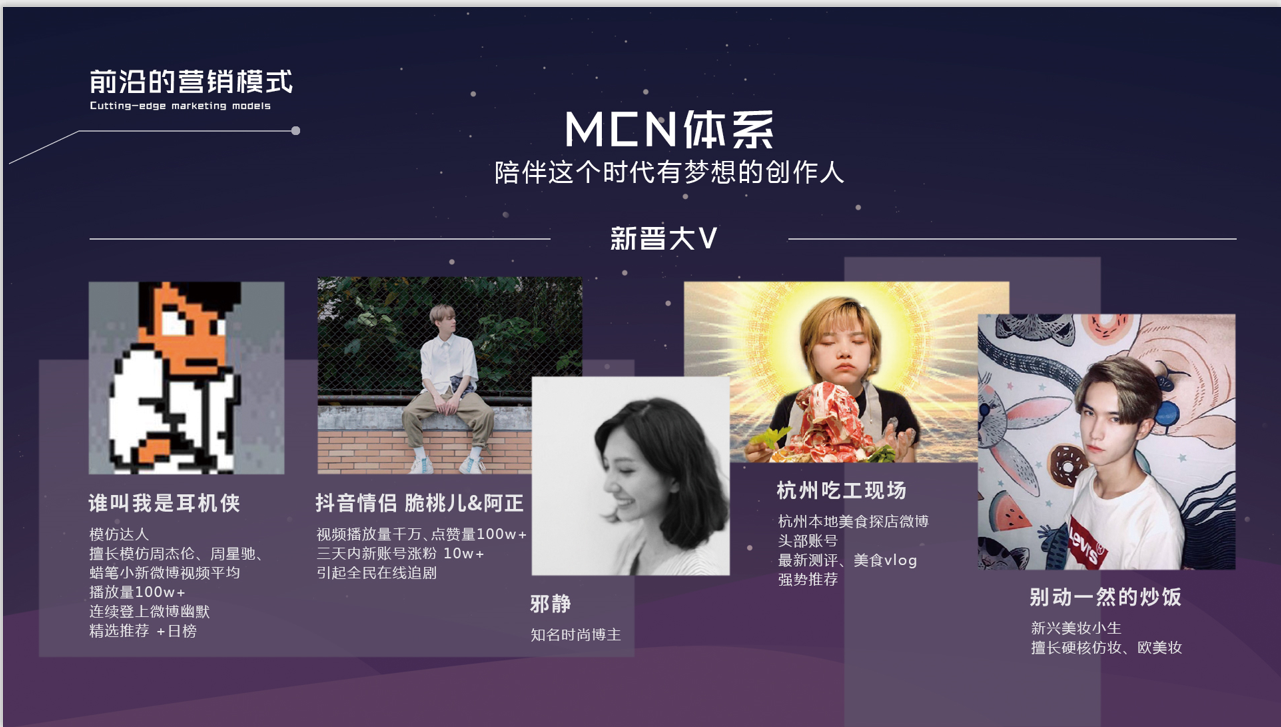 前沿的营销模式
Cutting-edge marketing models
MCN体系
陪伴这个时代有梦想的创作人
新晋大V
谁叫我是耳机侠
模仿达人
擅长模仿周杰伦、周星驰、
蜡笔小新微博视频平均
播放量100w+
连续登上微博幽默
精选推荐 +日榜
抖音情侣 脆桃儿&阿正
视频播放量千万、点赞量100w+
三天内新账号涨粉 10w+
引起全民在线追剧
邪静
知名时尚博主
杭州吃工现场
杭州本地美食探店微博
头部账号
最新测评、美食vlog
强势推荐
Levi's
别动一然的炒饭
新兴美妆小生
擅长硬核仿妆、欧美妆